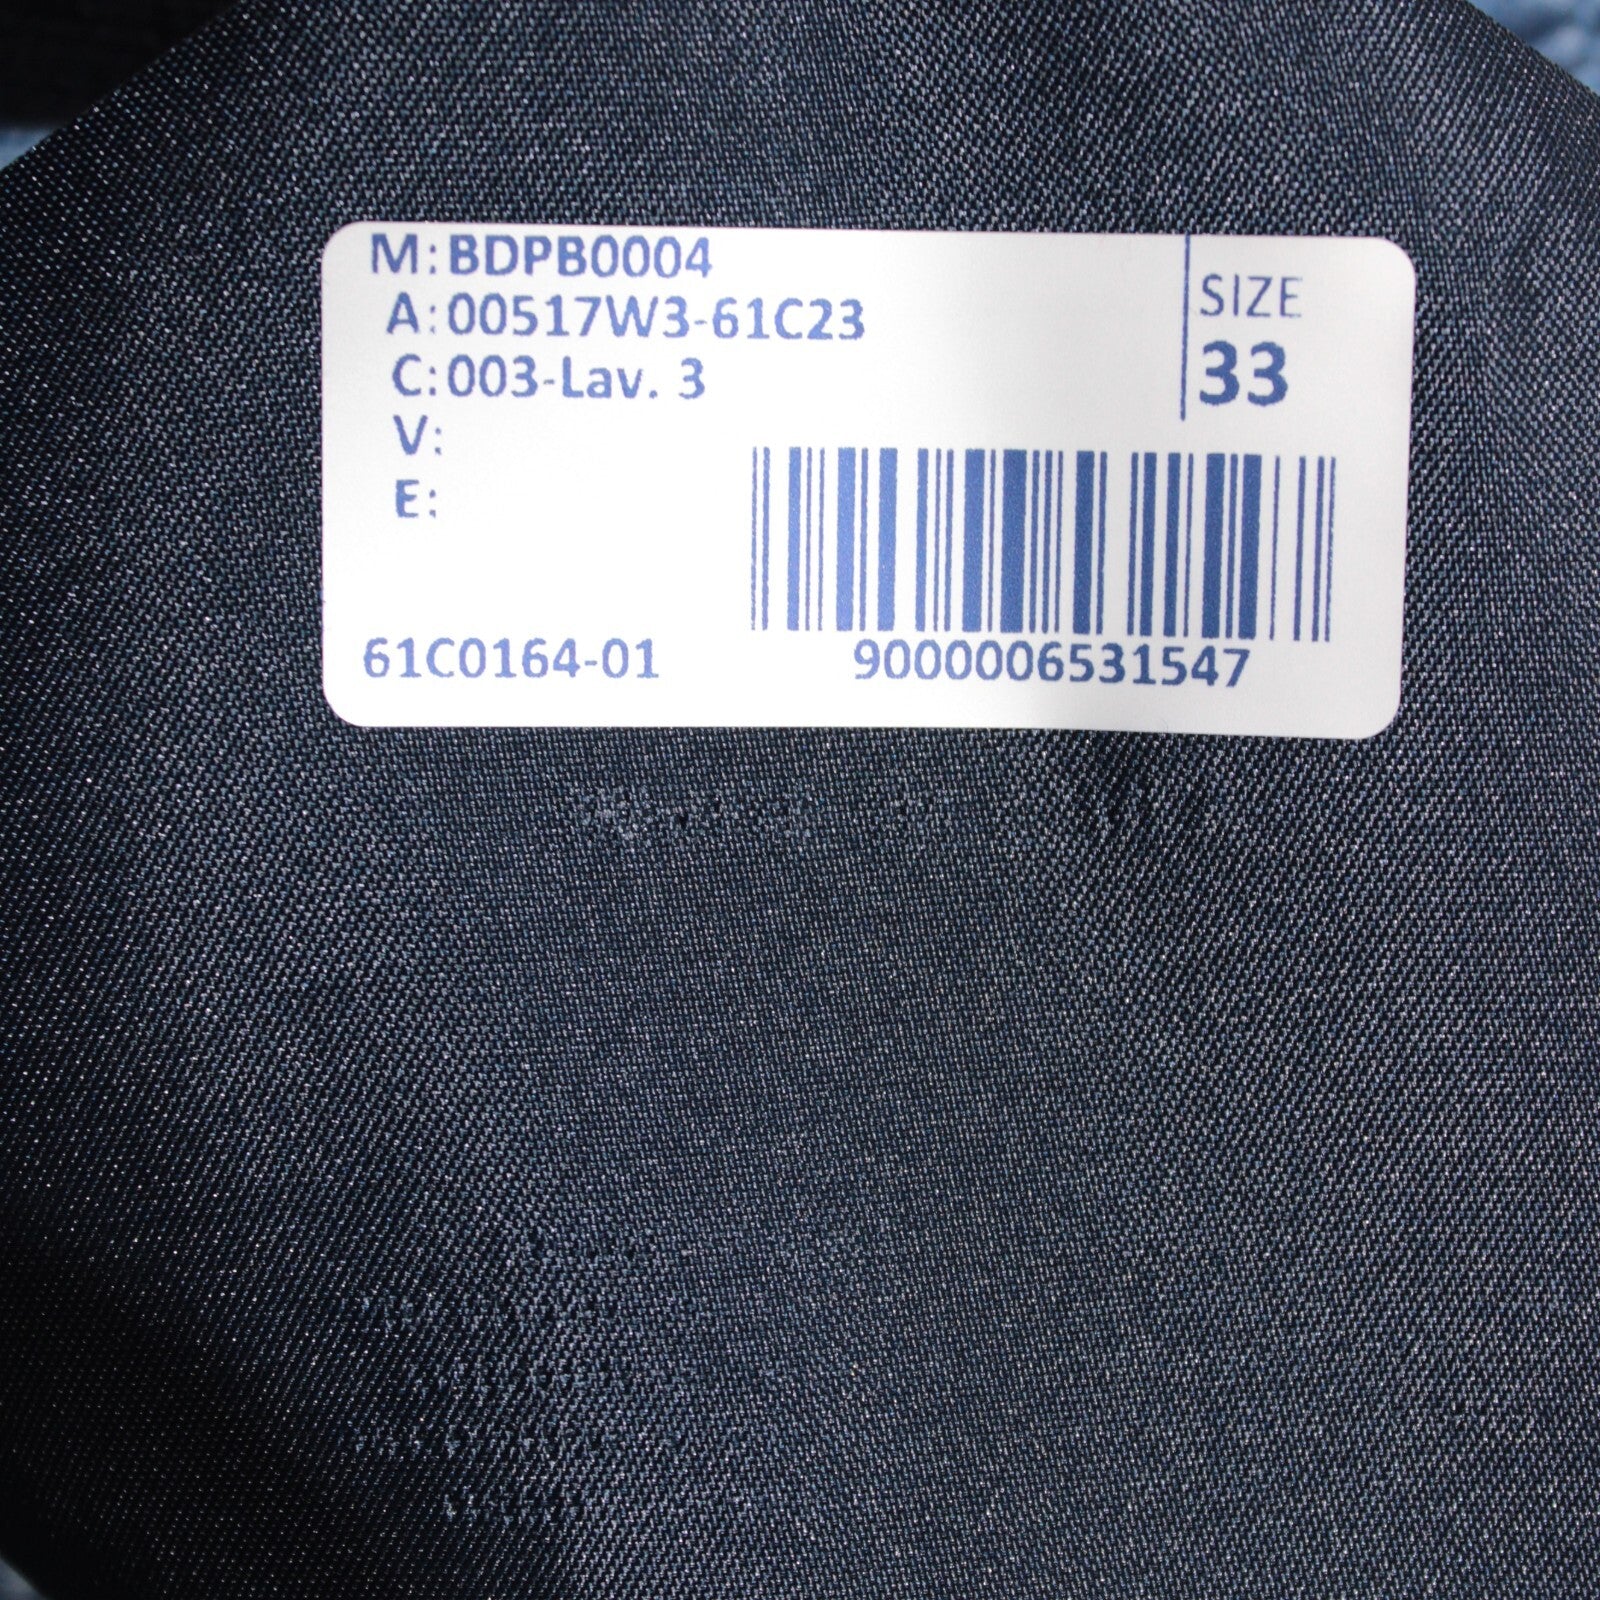 M: BDPB0004
A: 00517W3-61C23
C: 003-Lav. 3
V:
E:
SIZE
33
61C0164-01
9000006531547